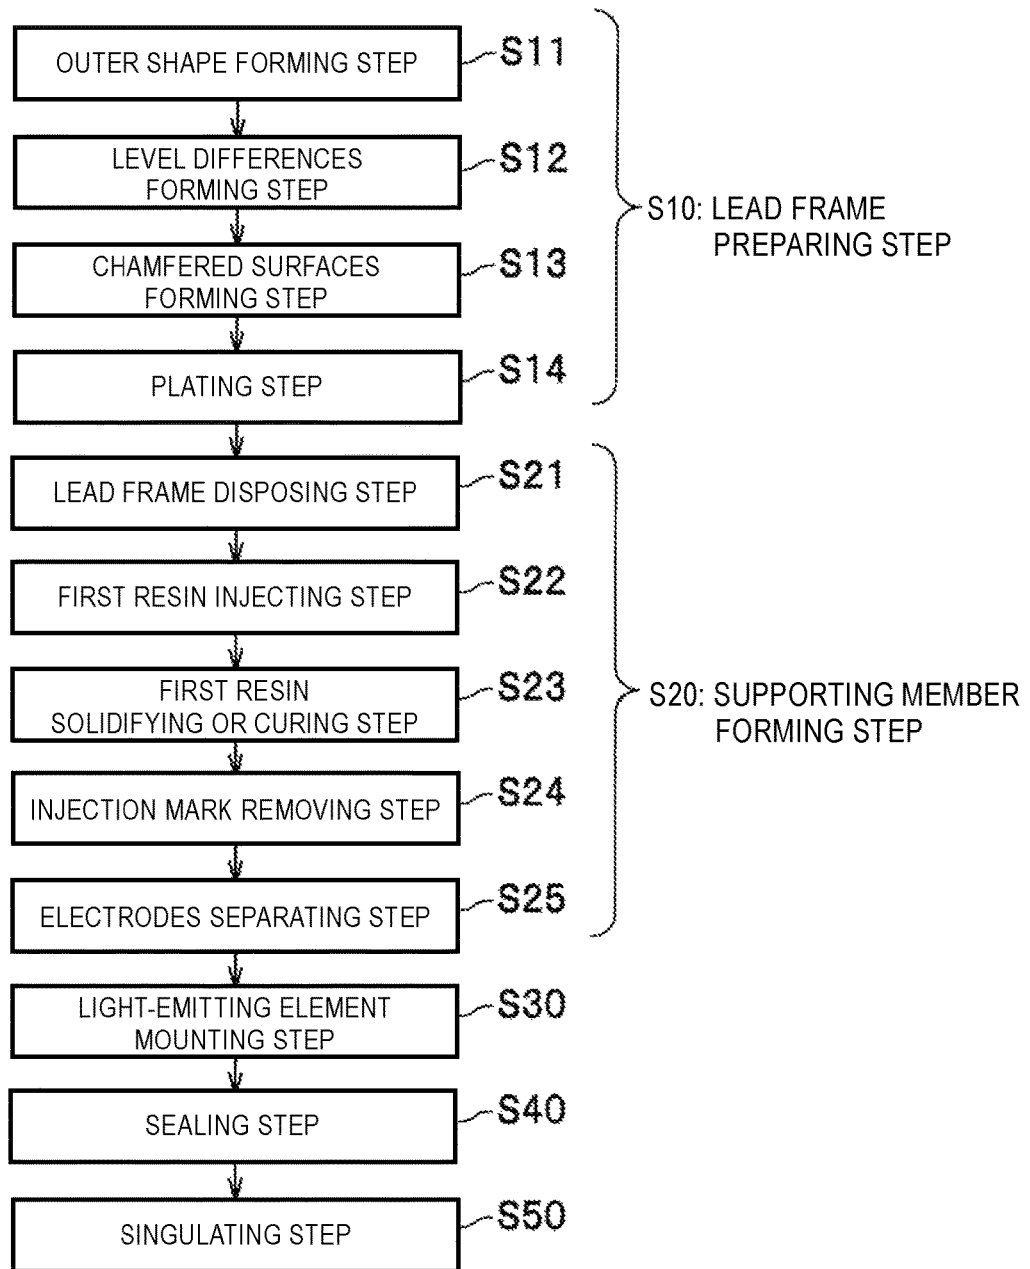 OUTER SHAPE FORMING STEP
S11
LEVEL DIFFERENCES
FORMING STEP
S12
S10: LEAD FRAME
PREPARING STEP
CHAMFERED SURFACES
FORMING STEP
S13
PLATING STEP
S14
LEAD FRAME DISPOSING STEP
S21
FIRST RESIN INJECTING STEP
S22
FIRST RESIN
SOLIDIFYING OR CURING STEP
S23
S20: SUPPORTING MEMBER
FORMING STEP
INJECTION MARK REMOVING STEP
S24
ELECTRODES SEPARATING STEP
S25
LIGHT-EMITTING ELEMENT
MOUNTING STEP
S30
SEALING STEP
S40
SINGULATING STEP
S50